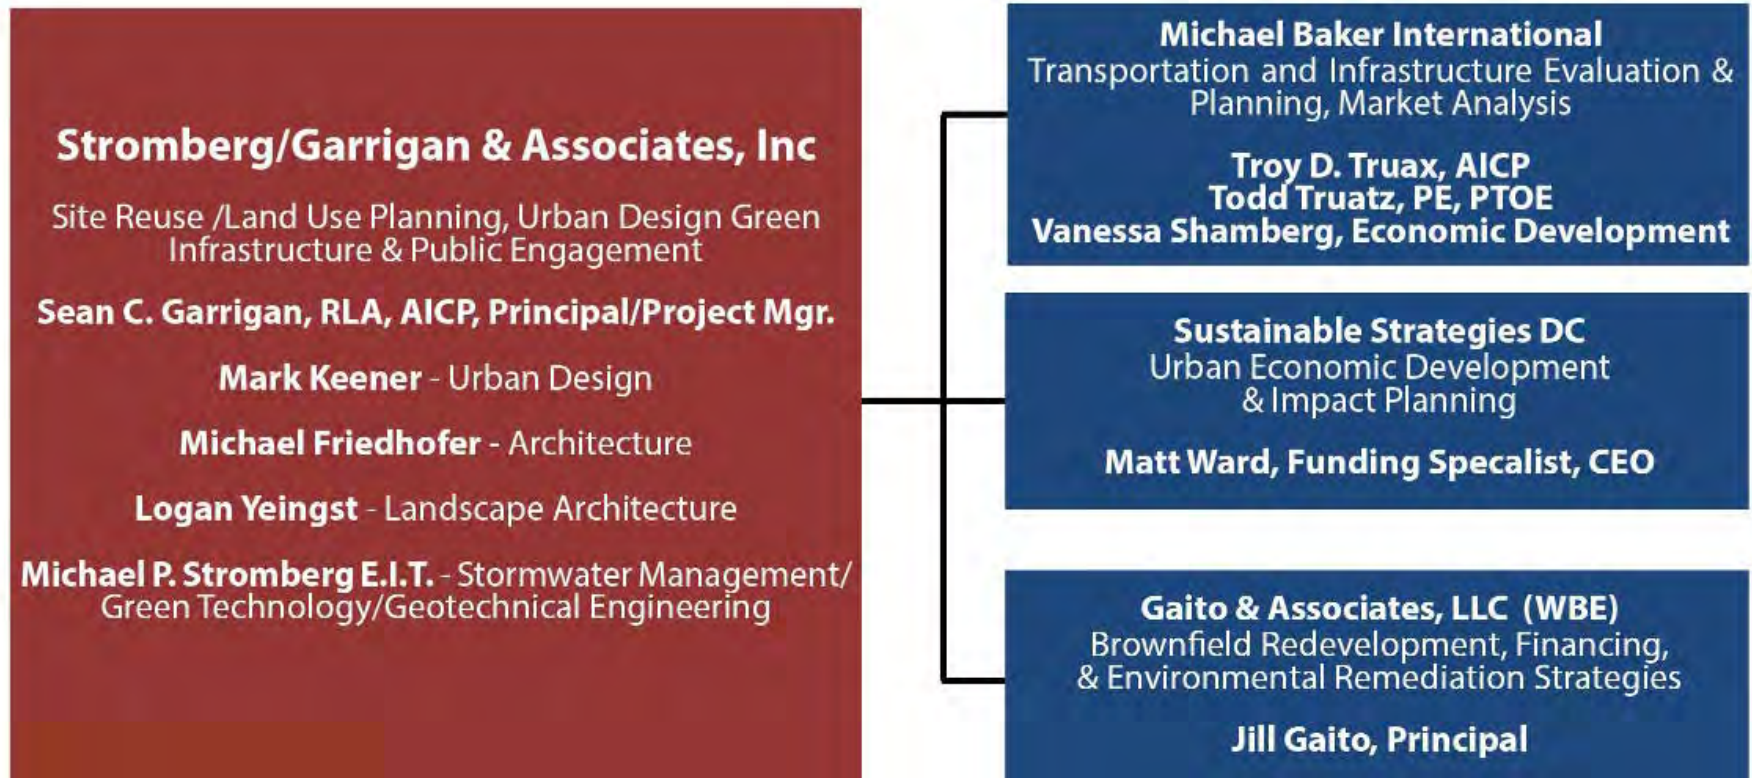 Stromberg/Garrigan & Associates, Inc
Site Reuse /Land Use Planning, Urban Design Green
Infrastructure & Public Engagement
Sean C. Garrigan, RLA, AICP, Principal/Project Mgr.
Mark Keener - Urban Design
Michael Friedhofer - Architecture
Logan Yeingst - Landscape Architecture
Michael P. Stromberg E.I.T. - Stormwater Management/
Green Technology/Geotechnical Engineering
Michael Baker International
Transportation and Infrastructure Evaluation &
Planning, Market Analysis
Troy D. Truax, AICP
Todd Truatz, PE, PTOE
Vanessa Shamberg, Economic Development
Sustainable Strategies DC
Urban Economic Development
& Impact Planning
Matt Ward, Funding Specalist, CEO
Gaito & Associates, LLC (WBE)
Brownfield Redevelopment, Financing,
& Environmental Remediation Strategies
Jill Gaito, Principal